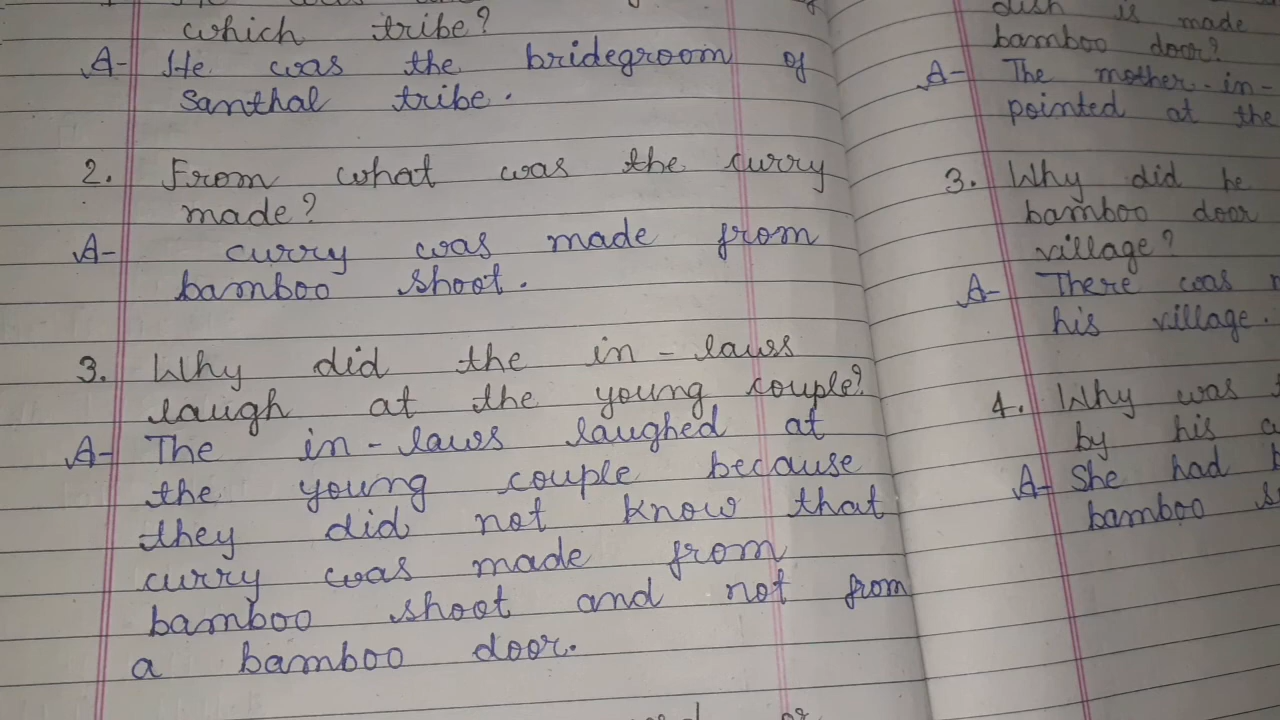 which tribe?
A- He was the bridegroom of
Santhal tribe.
2. From what was the curry
made?
A- curry was made from
bamboo shoot.
3. Why did the in-laws
laugh at the young couple?
A- The in-laws laughed at
the young couple because
they did not know that
curry was made from
bamboo shoot and not from
a bamboo door.
dish is made
bamboo door?
A- The mother-in-
pointed at the
3. Why did he
bamboo door
village?
A- There was
his village.
4. Why was
by his
A- She had
bamboo